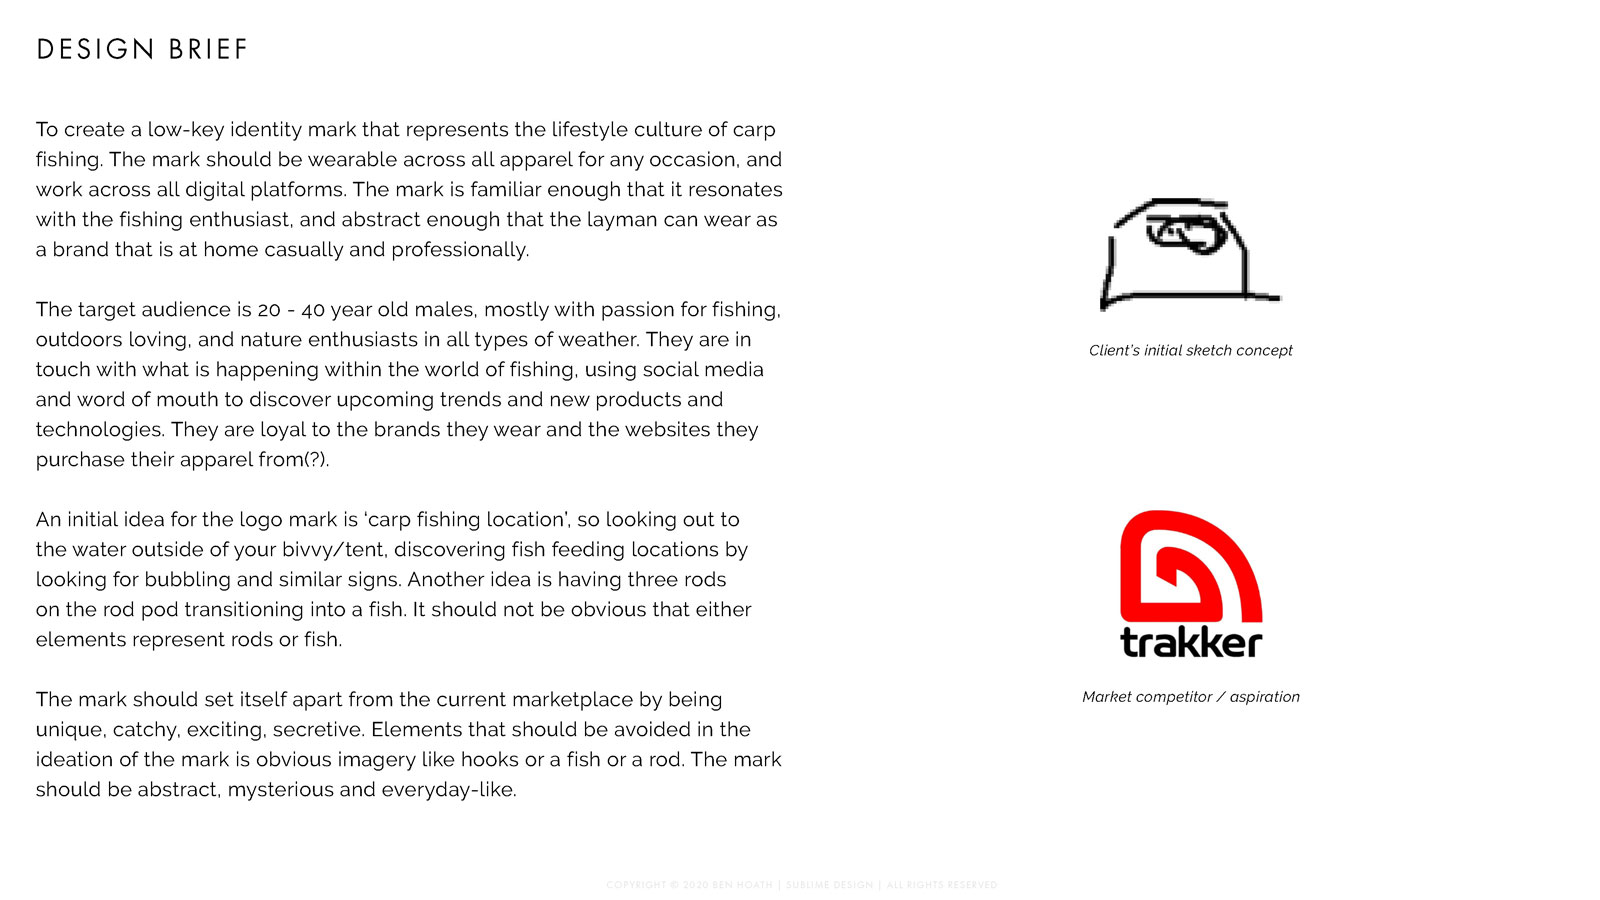 DESIGN BRIEF
To create a low-key identity mark that represents the lifestyle culture of carp
fishing. The mark should be wearable across all apparel for any occasion, and
work across all digital platforms. The mark is familiar enough that it resonates
with the fishing enthusiast, and abstract enough that the layman can wear as
a brand that is at home casually and professionally.
The target audience is 20 - 40 year old males, mostly with passion for fishing,
outdoors loving, and nature enthusiasts in all types of weather. They are in
touch with what is happening within the world of fishing, using social media
and word of mouth to discover upcoming trends and new products and
technologies. They are loyal to the brands they wear and the websites they
purchase their apparel from(?).
An initial idea for the logo mark is ‘carp fishing location’, so looking out to
the water outside of your bivvy/tent, discovering fish feeding locations by
looking for bubbling and similar signs. Another idea is having three rods
on the rod pod transitioning into a fish. It should not be obvious that either
elements represent rods or fish.
The mark should set itself apart from the current marketplace by being
unique, catchy, exciting, secretive. Elements that should be avoided in the
ideation of the mark is obvious imagery like hooks or a fish or a rod. The mark
should be abstract, mysterious and everyday-like.
Client’s initial sketch concept
trakker
Market competitor / aspiration
COPYRIGHT © 2020 BEN HOATH | SUBLIME DESIGN | ALL RIGHTS RESERVED